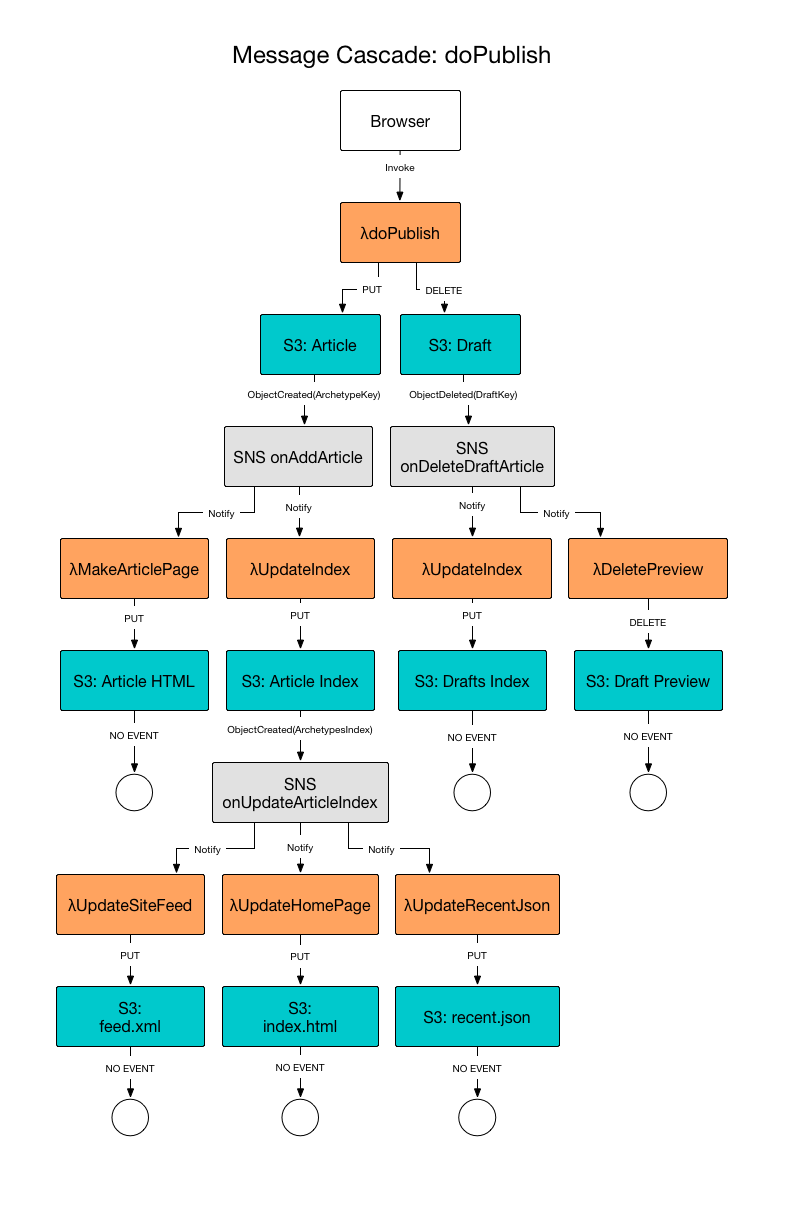 Message Cascade: doPublish
Browser
Invoke
λdoPublish
PUT
DELETE
S3: Article
S3: Draft
ObjectCreated(ArchetypeKey)
ObjectDeleted(DraftKey)
SNS onAddArticle
SNS
onDeleteDraftArticle
Notify
Notify
Notify
Notify
λMakeArticlePage
λUpdateIndex
λUpdateIndex
λDeletePreview
PUT
PUT
PUT
DELETE
S3: Article HTML
S3: Article Index
S3: Drafts Index
S3: Draft Preview
NO EVENT
ObjectCreated(ArchetypesIndex)
NO EVENT
NO EVENT
SNS
onUpdateArticleIndex
Notify
Notify
Notify
λUpdateSiteFeed
λUpdateHomePage
λUpdateRecentJson
PUT
PUT
PUT
S3:
feed.xml
S3:
index.html
S3: recent.json
NO EVENT
NO EVENT
NO EVENT